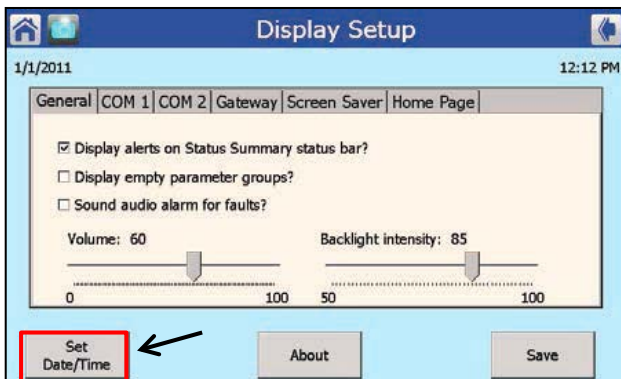 Display Setup
1/1/2011 12:12 PM
General COM 1 COM 2 Gateway Screen Saver Home Page
Display alerts on Status Summary status bar?
Display empty parameter groups?
Sound audio alarm for faults?
Volume: 60 Backlight intensity: 85
0 100 50 100
Set
Date/Time
About
Save